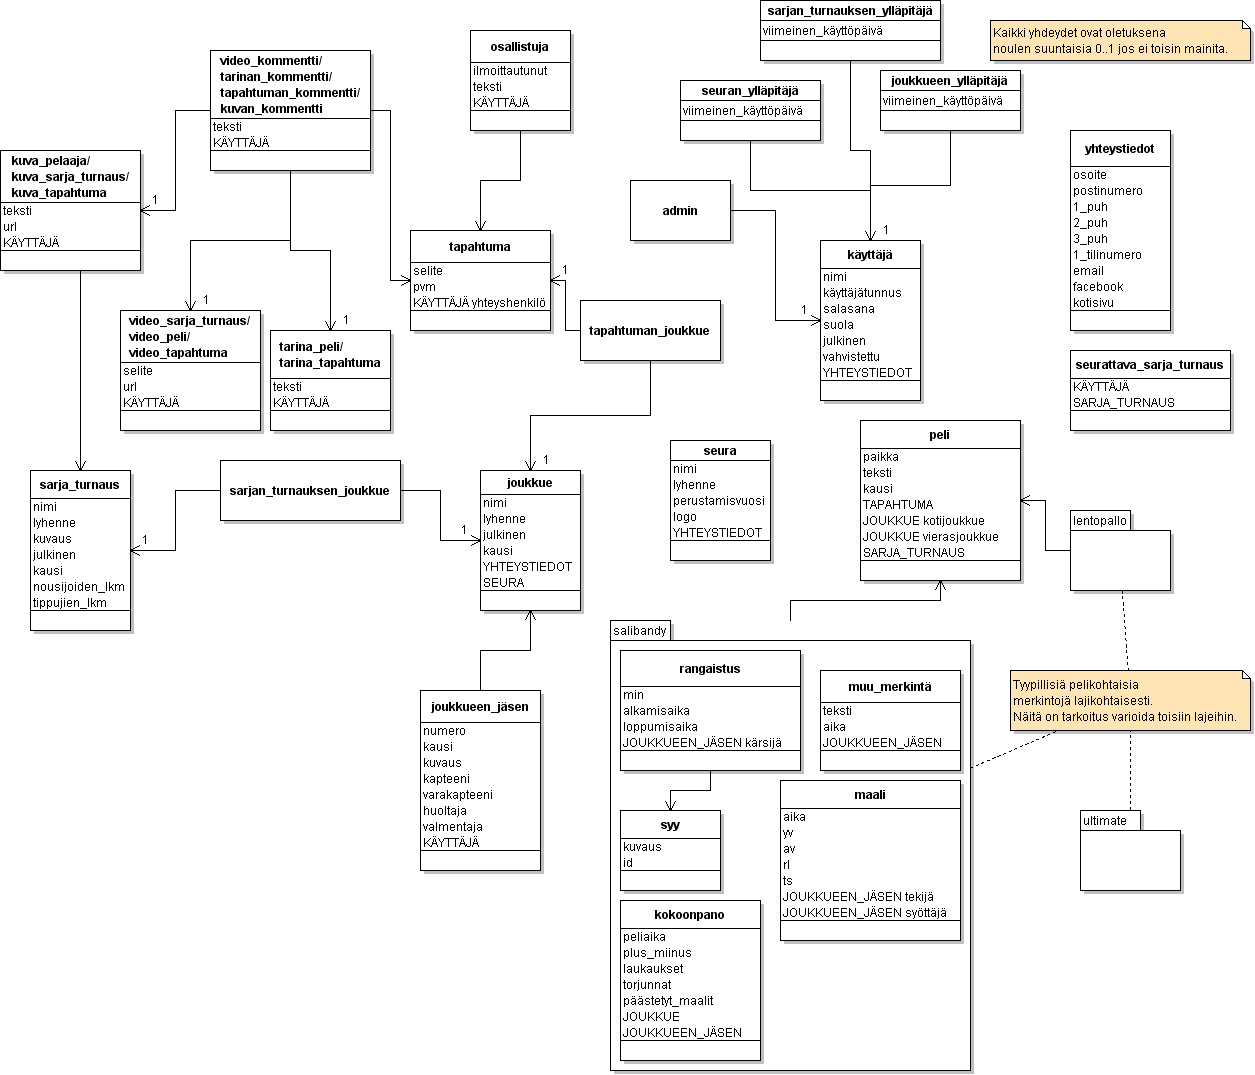 sarjan_turnauksen_ylläpitäjä
viimeinen_käyttöpäivä
Kaikki yhdeydet ovat oletuksena
noulen suuntaisia 0..1 jos ei toisin mainita.
osallistuja
ilmoittautunut
teksti
KÄYTTÄJÄ
video_kommentti/
tarinan_kommentti/
tapahtuman_kommentti/
kuvan_kommentti
teksti
KÄYTTÄJÄ
seuran_ylläpitäjä
viimeinen_käyttöpäivä
joukkueen_ylläpitäjä
viimeinen_käyttöpäivä
yhteystiedot
osoite
postinumero
1_puh
2_puh
3_puh
1_tilinumero
email
facebook
kotisivu
kuva_pelaaja/
kuva_sarja_turnaus/
kuva_tapahtuma
teksti
url
KÄYTTÄJÄ
1
admin
1
tapahtuma
selite
pvm
KÄYTTÄJÄ yhteyshenkilö
1
käyttäjä
nimi
käyttäjätunnus
salasana
suola
julkinen
vahvistettu
YHTEYSTIEDOT
1
1
video_sarja_turnaus/
video_peli/
video_tapahtuma
selite
url
KÄYTTÄJÄ
1
tarina_peli/
tarina_tapahtuma
teksti
KÄYTTÄJÄ
tapahtuman_joukkue
seurattava_sarja_turnaus
KÄYTTÄJÄ
SARJA_TURNAUS
peli
paikka
teksti
kausi
TAPAHTUMA
JOUKKUE kotijoukkue
JOUKKUE vierasjoukkue
SARJA_TURNAUS
seura
nimi
lyhenne
perustamisvuosi
logo
YHTEYSTIEDOT
1
joukkue
nimi
lyhenne
julkinen
kausi
YHTEYSTIEDOT
SEURA
sarjan_turnauksen_joukkue
1
1
sarja_turnaus
nimi
lyhenne
kuvaus
julkinen
kausi
nousijoiden_lkm
tippujien_lkm
lentopallo
salibandy
rangaistus
min
alkamisaika
loppumisaika
JOUKKUEEN_JÄSEN kärsijä
muu_merkintä
teksti
aika
JOUKKUEEN_JÄSEN
Tyypillisiä pelikohtaisia
merkintojä lajikohtaisesti.
Näitä on tarkoitus varioida toisiin lajeihin.
joukkueen_jäsen
numero
kausi
kuvaus
kapteeni
varakapteeni
huoltaja
valmentaja
KÄYTTÄJÄ
maali
aika
yv
av
rl
ts
JOUKKUEEN_JÄSEN tekijä
JOUKKUEEN_JÄSEN syöttäjä
syy
kuvaus
id
ultimate
kokoonpano
peliaika
plus_miinus
laukaukset
torjunnat
päästetyt_maalit
JOUKKUE
JOUKKUEEN_JÄSEN